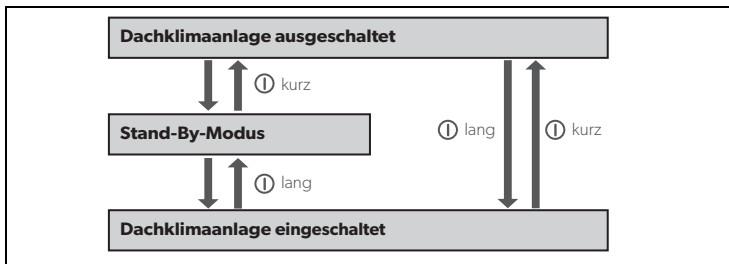 Dachklimaanlage ausgeschaltet
kurz
Stand-By-Modus
lang
kurz
lang
Dachklimaanlage eingeschaltet